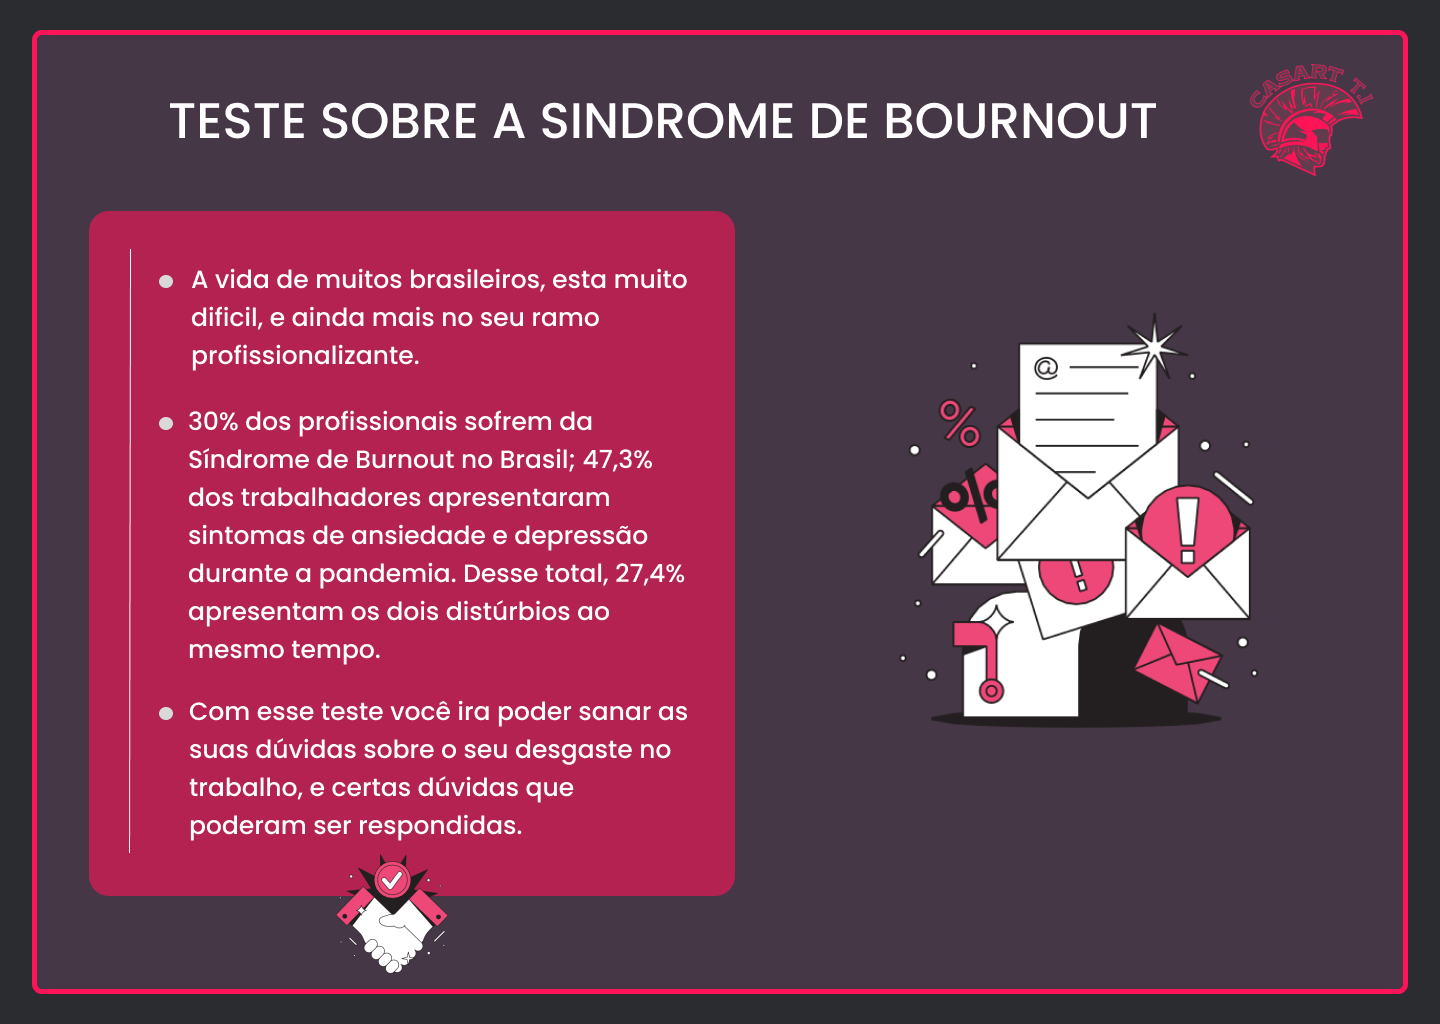 TESTE SOBRE A SINDROME DE BOURNOUT
CASART T.I
A vida de muitos brasileiros, esta muito
dificil, e ainda mais no seu ramo
profissionalizante.
30% dos profissionais sofrem da
Síndrome de Burnout no Brasil; 47,3%
dos trabalhadores apresentaram
sintomas de ansiedade e depressão
durante a pandemia. Desse total, 27,4%
apresentam os dois distúrbios ao
mesmo tempo.
Com esse teste você ira poder sanar as
suas dúvidas sobre o seu desgaste no
trabalho, e certas dúvidas que
poderam ser respondidas.
@
%
%
!
!